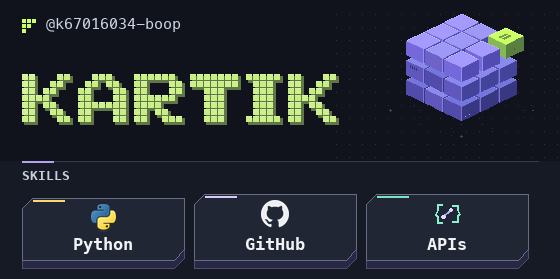 @k67016034-boop
KARTIK
SKILLS
Python
GitHub
APIs